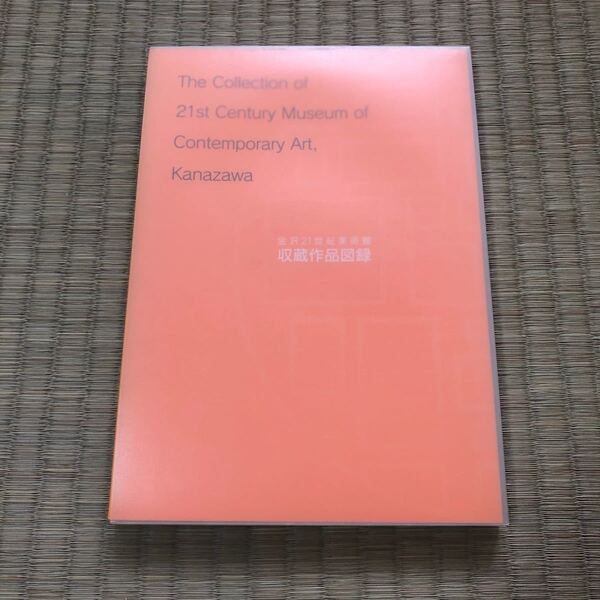 The Collection of
21st Century Museum of
Contemporary Art,
Kanazawa
金沢21世紀美術館
収蔵作品図録